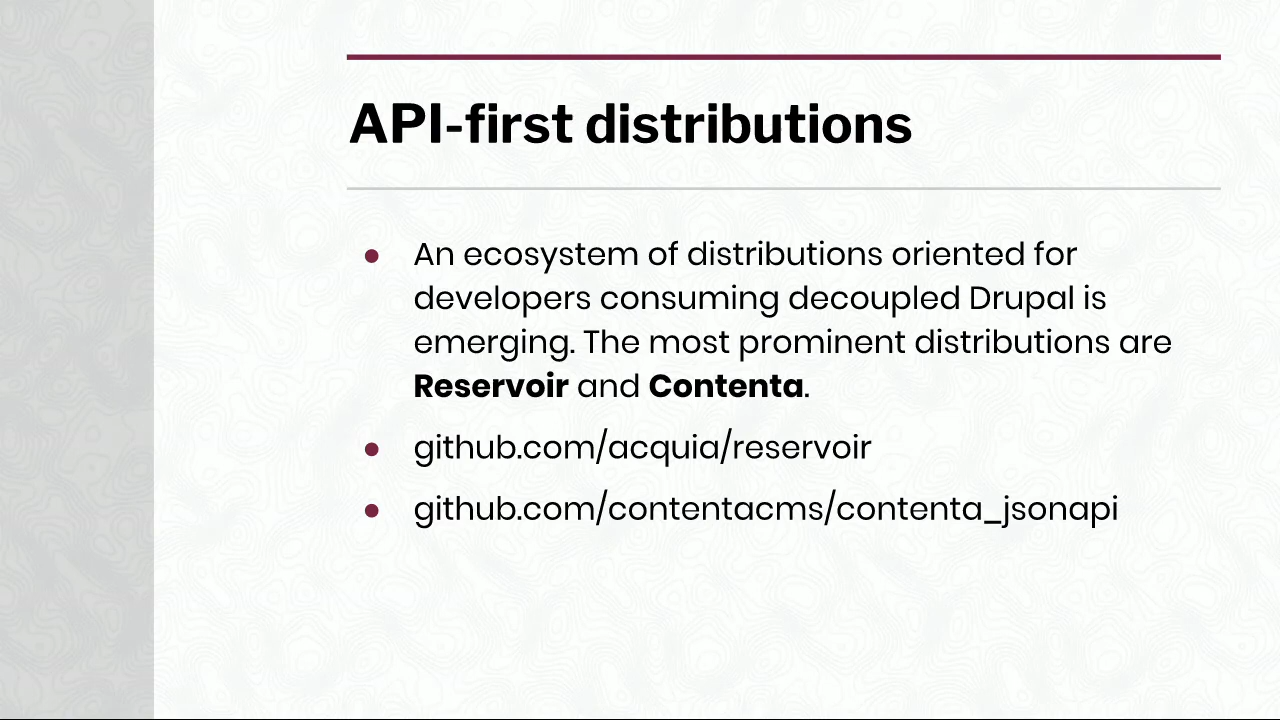 API-first distributions
An ecosystem of distributions oriented for
developers consuming decoupled Drupal is
emerging. The most prominent distributions are
Reservoir and Contenta.
github.com/acquia/reservoir
github.com/contentacms/contenta_jsonapi